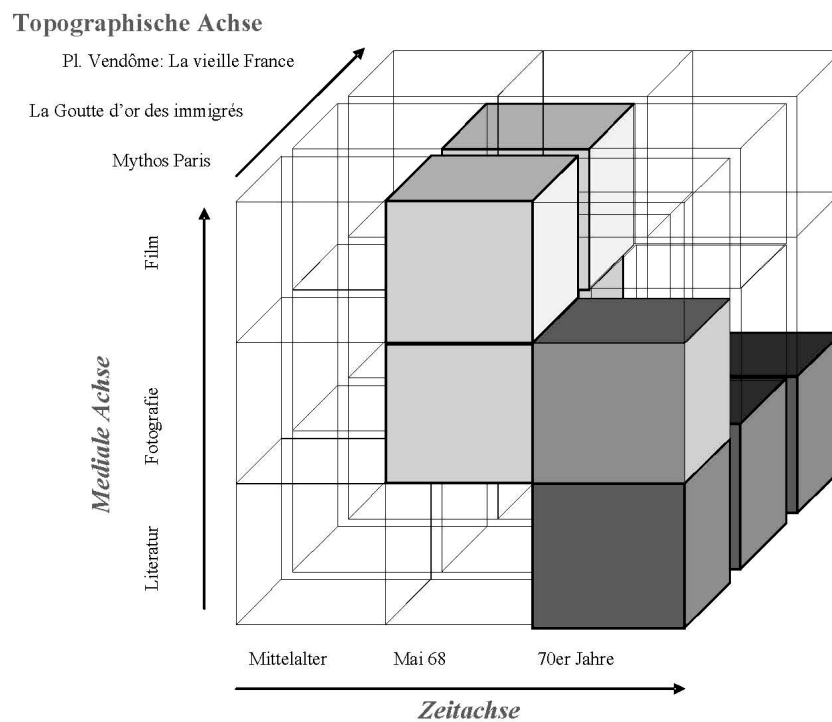 Topographische Achse
Pl. Vendôme: La vieille France
La Goutte d'or des immigrés
Mythos Paris
Film
Fotografie
Literatur
Mediale Achse
Mittelalter
Mai 68
70er Jahre
Zeitachse